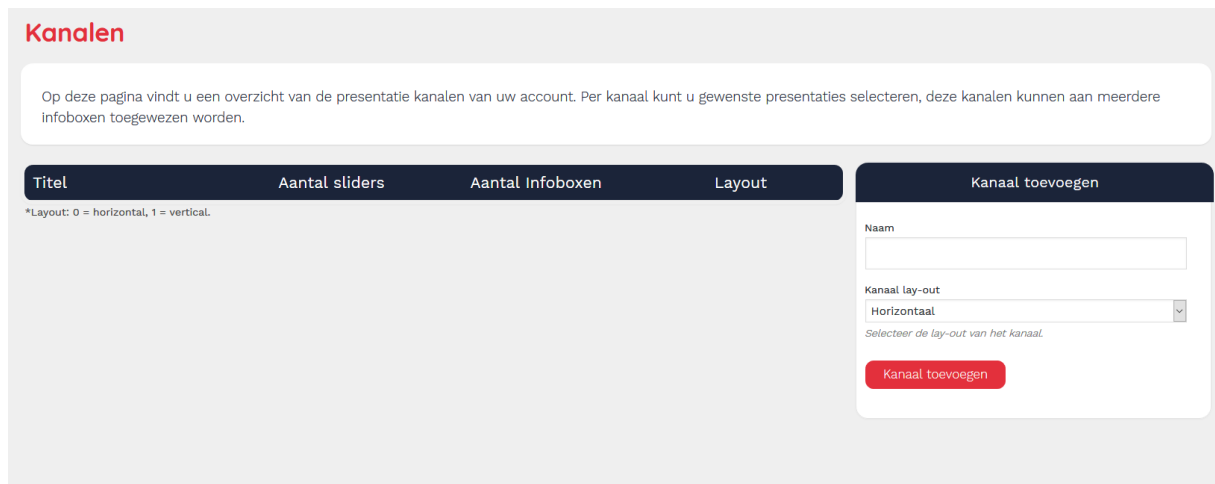 Kanalen
Op deze pagina vindt u een overzicht van de presentatie kanalen van uw account. Per kanaal kunt u gewenste presentaties selecteren, deze kanalen kunnen aan meerdere
infoboxen toegewezen worden.
Titel Aantal sliders Aantal Infoboxen Layout
*Layout: 0 = horizontal, 1 = vertical.
Kanaal toevoegen
Naam
Kanaal lay-out
Horizontaal
Selecteer de lay-out van het kanaal.
Kanaal toevoegen